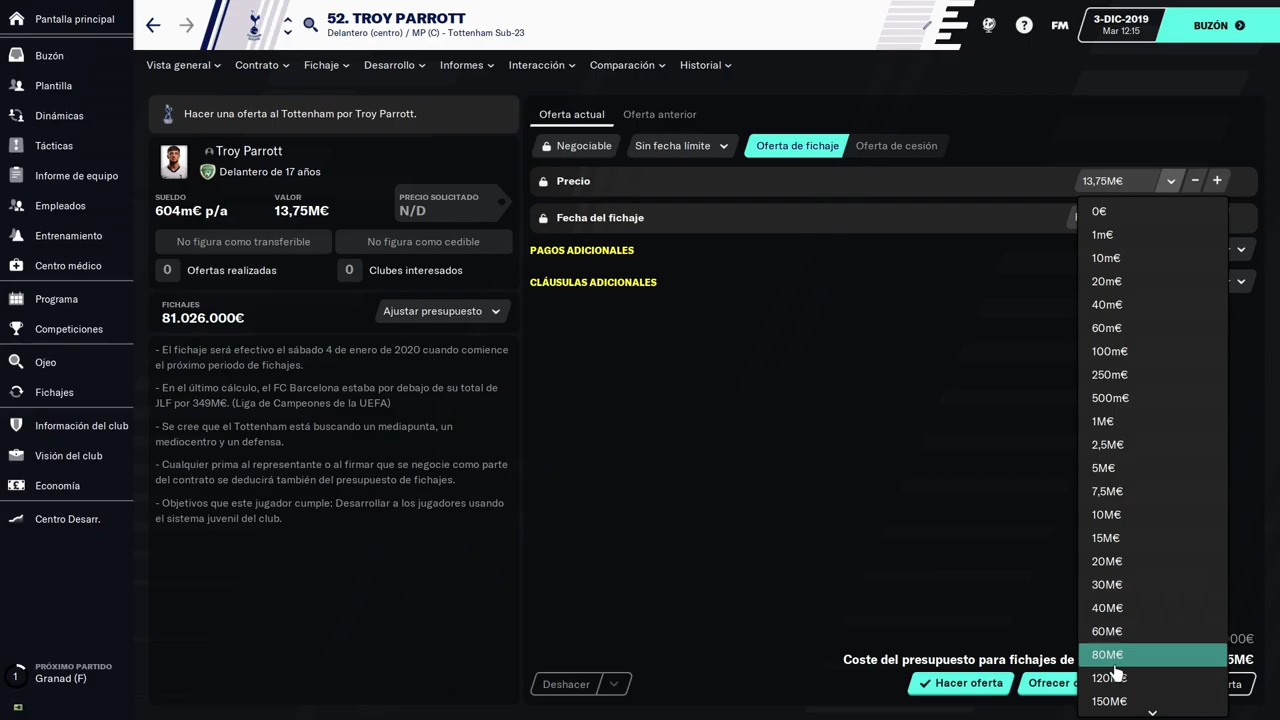 Pantalla principal
Buzón
Plantilla
Dinámicas
Tácticas
Informe de equipo
Empleados
Entrenamiento
Centro médico
Programa
Competiciones
Ojeo
Fichajes
Información del club
Visión del club
Economía
Centro Desarr.
1
PRÓXIMO PARTIDO
Granad (F)
52. TROY PARROTT
Delantero (centro) / MP (C) - Tottenham Sub-23
?
FM
3-DIC-2019
Mar 12:15
BUZÓN
Vista general
Contrato
Fichaje
Desarrollo
Informes
Interacción
Comparación
Historial
Hacer una oferta al Tottenham por Troy Parrott.
Troy Parrott
Delantero de 17 años
SUELDO
604m€ p/a
VALOR
13,75M€
PRECIO SOLICITADO
N/D
No figura como transferible
No figura como cedible
0 Ofertas realizadas
0 Clubes interesados
FICHAJES
81.026.000€
Ajustar presupuesto
- El fichaje será efectivo el sábado 4 de enero de 2020 cuando comience
el próximo periodo de fichajes.
- En el último cálculo, el FC Barcelona estaba por debajo de su total de
JLF por 349M€. (Liga de Campeones de la UEFA)
- Se cree que el Tottenham está buscando un mediapunta, un
mediocentro y un defensa.
- Cualquier prima al representante o al firmar que se negocie como parte
del contrato se deducirá también del presupuesto de fichajes.
- Objetivos que este jugador cumple: Desarrollar a los jugadores usando
el sistema juvenil del club.
Oferta actual
Oferta anterior
Negociable
Sin fecha límite
Oferta de fichaje
Oferta de cesión
Precio
13,75M€
Fecha del fichaje
PAGOS ADICIONALES
CLÁUSULAS ADICIONALES
0€
1m€
10m€
20m€
40m€
60m€
100m€
250m€
500m€
1M€
2,5M€
5M€
7,5M€
10M€
15M€
20M€
30M€
40M€
60M€
80M€
120M€
150M€
Coste del presupuesto para fichajes de
Deshacer
Hacer oferta
Ofrecer